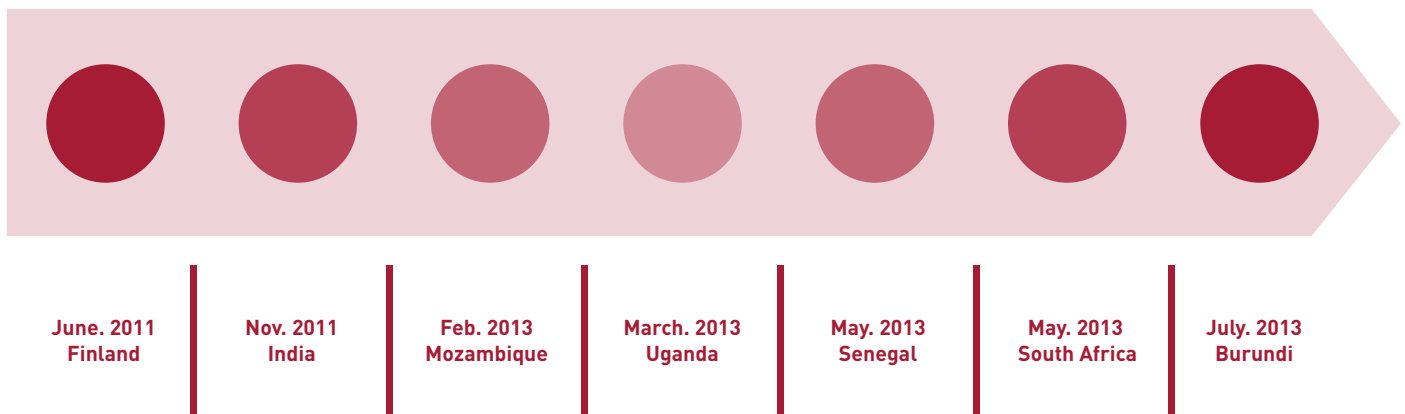 June. 2011
Finland
Nov. 2011
India
Feb. 2013
Mozambique
March. 2013
Uganda
May. 2013
Senegal
May. 2013
South Africa
July. 2013
Burundi